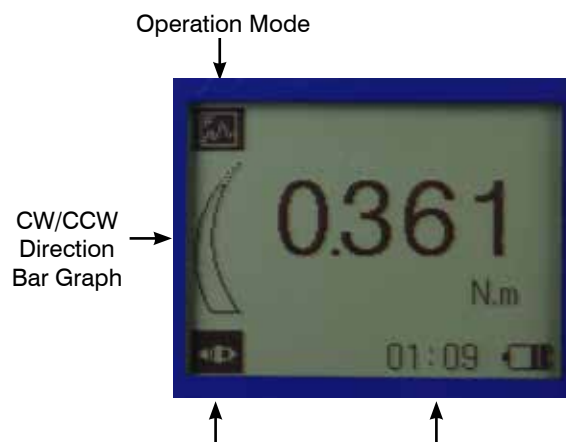 Operation Mode
CW/CCW
Direction
Bar Graph
0.361
N.m
01:09